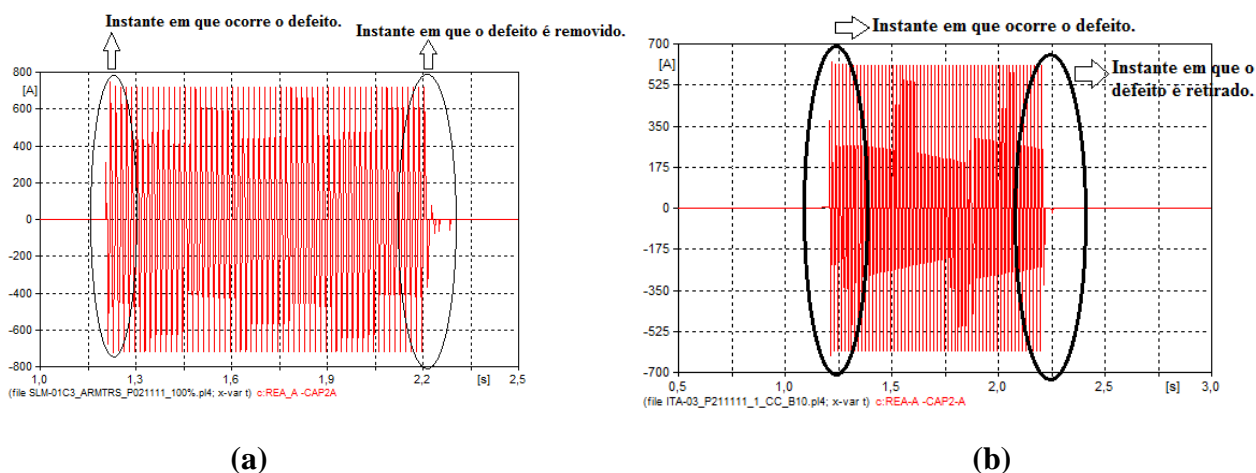 Instante em que ocorre o defeito.
Instante em que o defeito é removido.
800
[A]
600
400
200
0
-200
-400
-600
-800
1,0
1,3
1,6
1,9
2,2
[s]
2,5
(file SLM-01C3_ARMTRS_P021111_100%.pl4; x-var t) c:REA_A -CAP2A
(a)
Instante em que ocorre o defeito.
Instante em que o
defeito é retirado.
700
[A]
525
350
175
0
-175
-350
-525
-700
0,5
1,0
1,5
2,0
[s]
2,5
3,0
(file ITA-03_P211111_1_CC_B10.pl4; x-var t) c:REA-A -CAP2-A
(b)